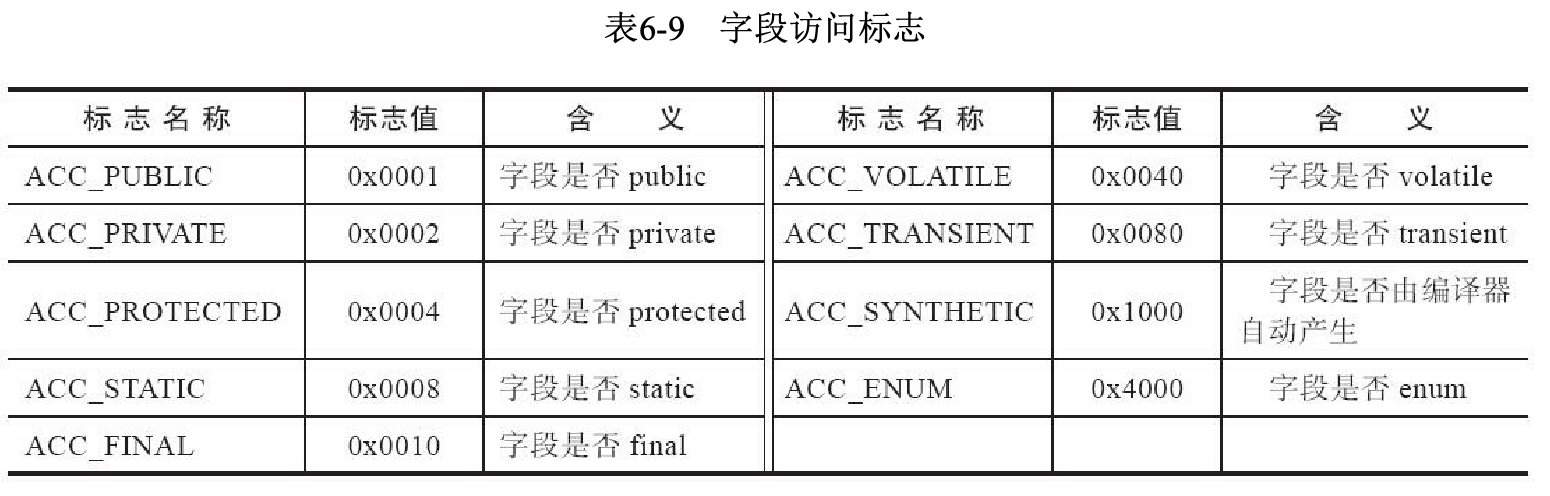 表6-9 字段访问标志
标志名称 标志值 含 义 标志名称 标志值 含 义
ACC_PUBLIC 0x0001 字段是否 public ACC_VOLATILE 0x0040 字段是否 volatile
ACC_PRIVATE 0x0002 字段是否 private ACC_TRANSIENT 0x0080 字段是否 transient
ACC_PROTECTED 0x0004 字段是否 protected ACC_SYNTHETIC 0x1000 字段是否由编译器
自动产生
ACC_STATIC 0x0008 字段是否 static ACC_ENUM 0x4000 字段是否 enum
ACC_FINAL 0x0010 字段是否 final